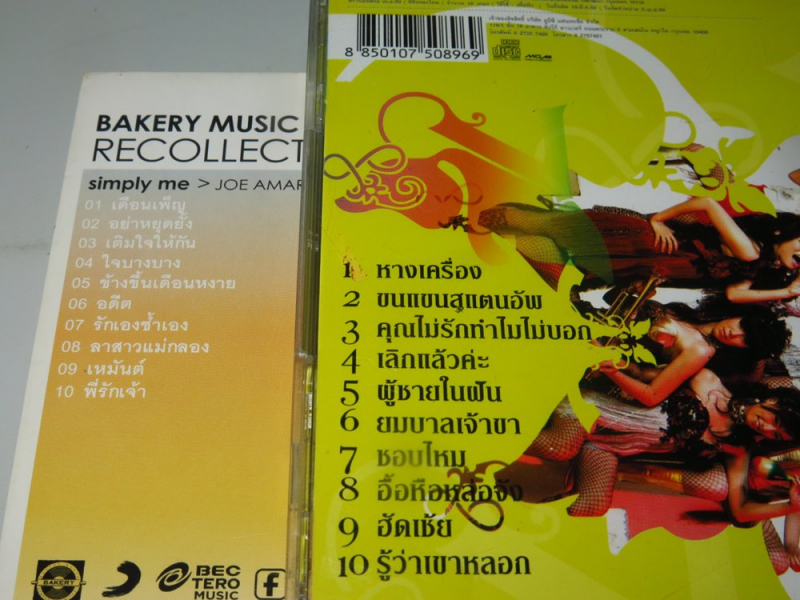 BAKERY MUSIC
RECOLLECT
simply me > JOE AMAR
01 เดือนเพ็ญ
02 อย่าหยุดยั้ง
03 เติมใจให้กัน
04 ใจบางบาง
05 ข้างขึ้นเดือนหงาย
06 อดีต
07 รักเองช้ำเอง
08 ลาสาวแม่กลอง
09 เหมันต์
10 พี่รักเจ้า
BAKERY
BEC
TERO
MUSIC
8 850107 508969
DISC
1 หางเครื่อง
2 ขนแขนสแตนอัพ
3 คุณไม่รักทำไมไม่บอก
4 เลิกแล้วค่ะ
5 ผู้ชายในฝัน
6 ยมบาลเจ้าขา
7 ชอบไหม
8 อื้อหือหล่อจัง
9 ฮัดเช้ย
10 รู้ว่าเขาหลอก